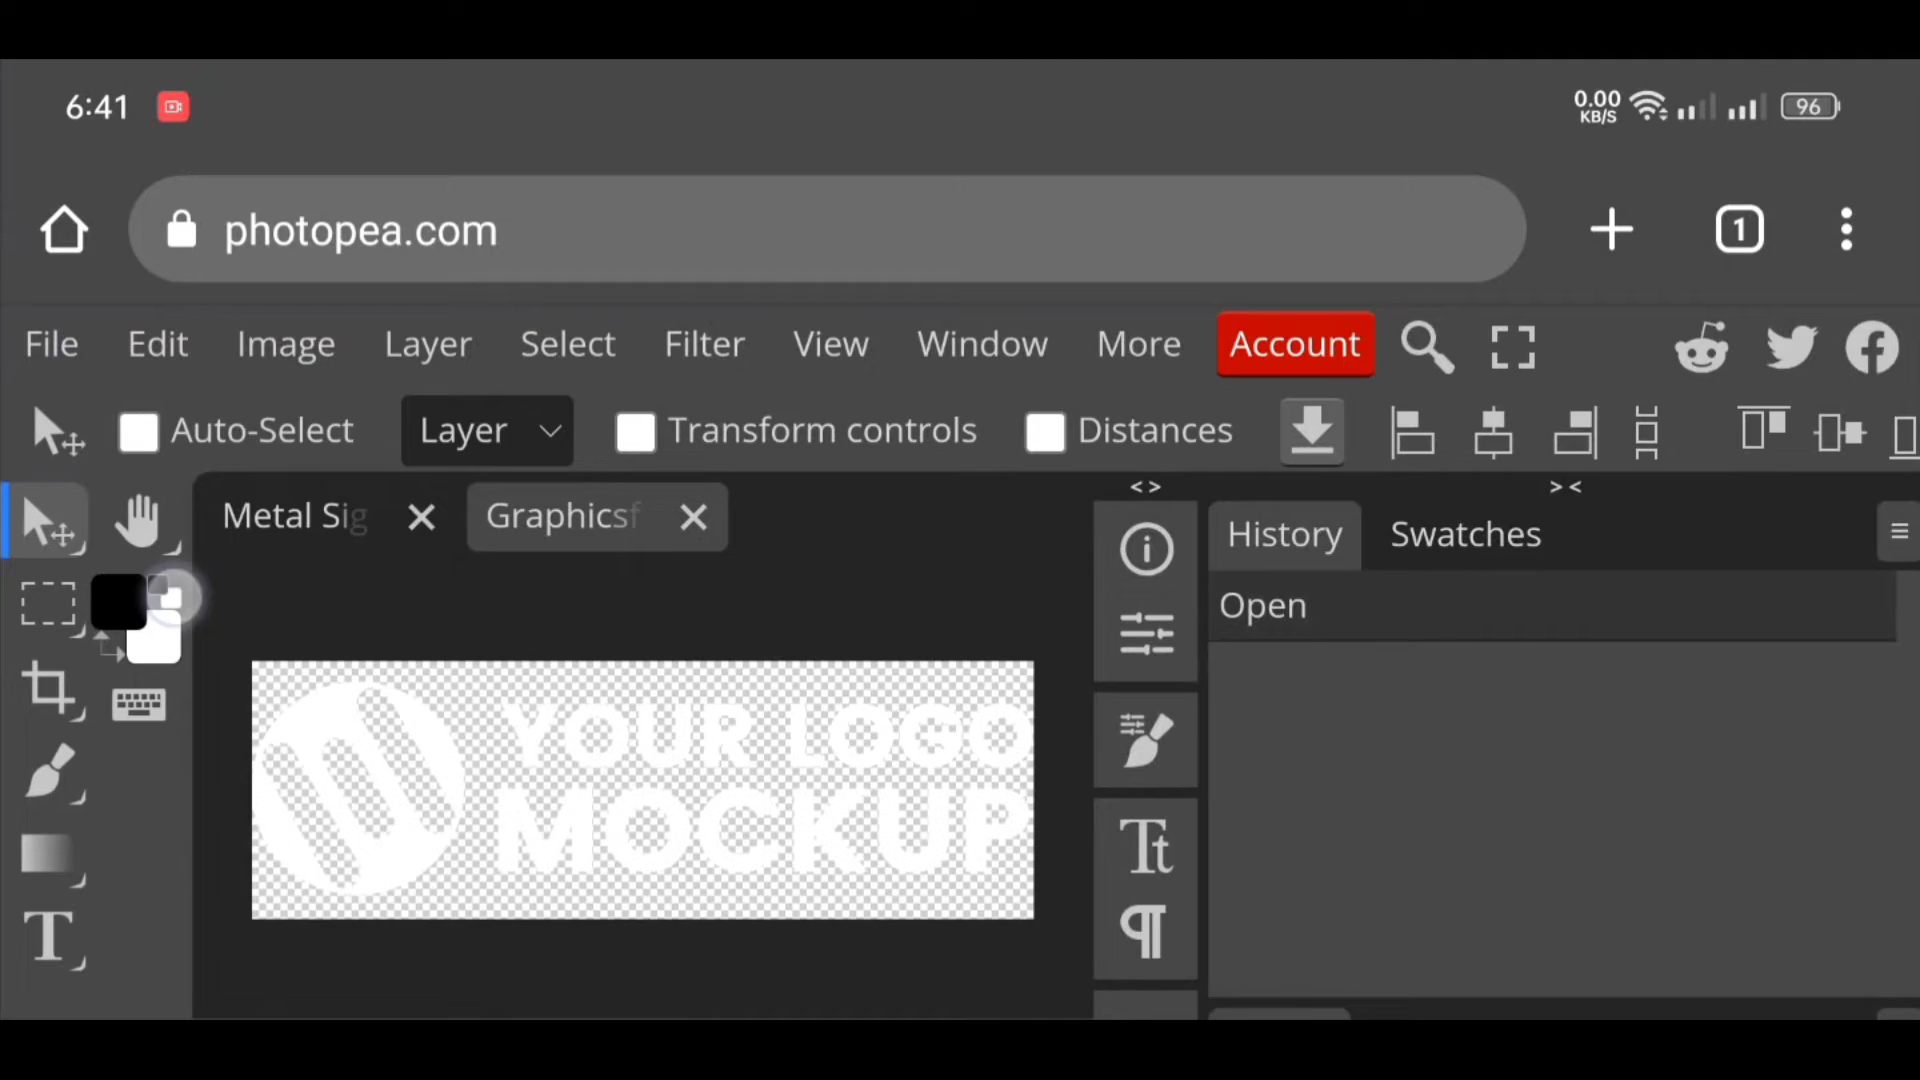 6:41
0.00 KB/S
96
photopea.com
1
File Edit Image Layer Select Filter View Window More Account
Auto-Select Layer Transform controls Distances
Metal Sig Graphicsf
History Swatches
Open
YOUR LOGO
MOCKUP